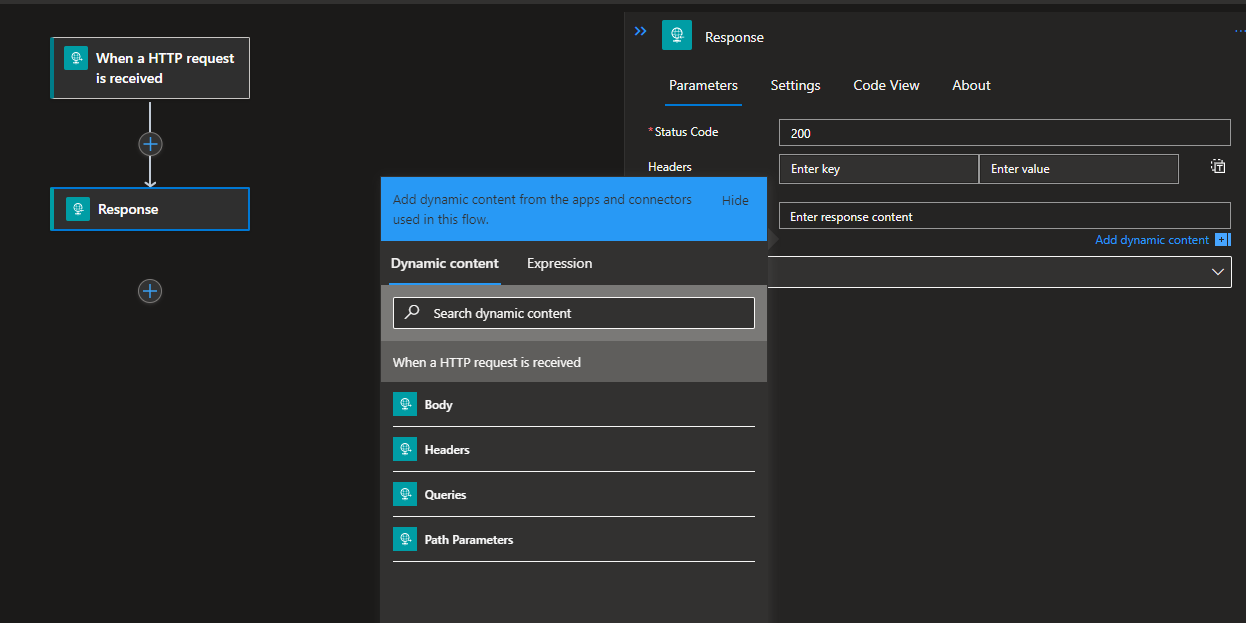 When a HTTP request
is received
Response
Response
Parameters
Settings
Code View
About
*Status Code
200
Headers
Enter key
Enter value
Enter response content
Add dynamic content
Add dynamic content from the apps and connectors
used in this flow.
Hide
Dynamic content
Expression
Search dynamic content
When a HTTP request is received
Body
Headers
Queries
Path Parameters